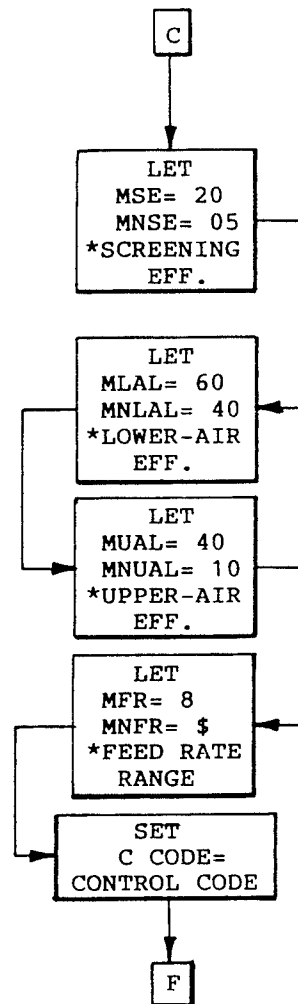 C
LET
MSE= 20
MNSE= 05
*SCREENING
EFF.
LET
MLAL= 60
MNLAL= 40
*LOWER-AIR
EFF.
LET
MUAL= 40
MNUAL= 10
*UPPER-AIR
EFF.
LET
MFR= 8
MNFR= $
*FEED RATE
RANGE
SET
C CODE=
CONTROL CODE
F